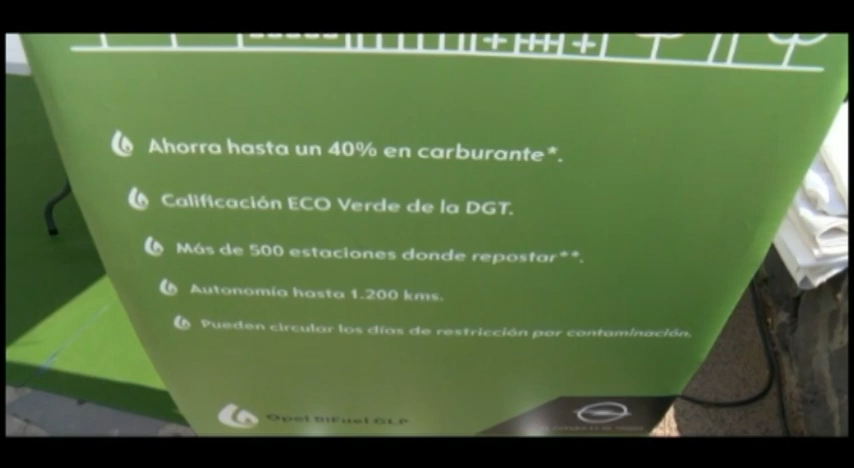 Ahorra hasta un 40% en carburante*.
Calificación ECO Verde de la DGT.
Más de 500 estaciones donde repostar**.
Autonomía hasta 1.200 kms.
Pueden circular los días de restricción por contaminación.
Opel BiFuel GLP